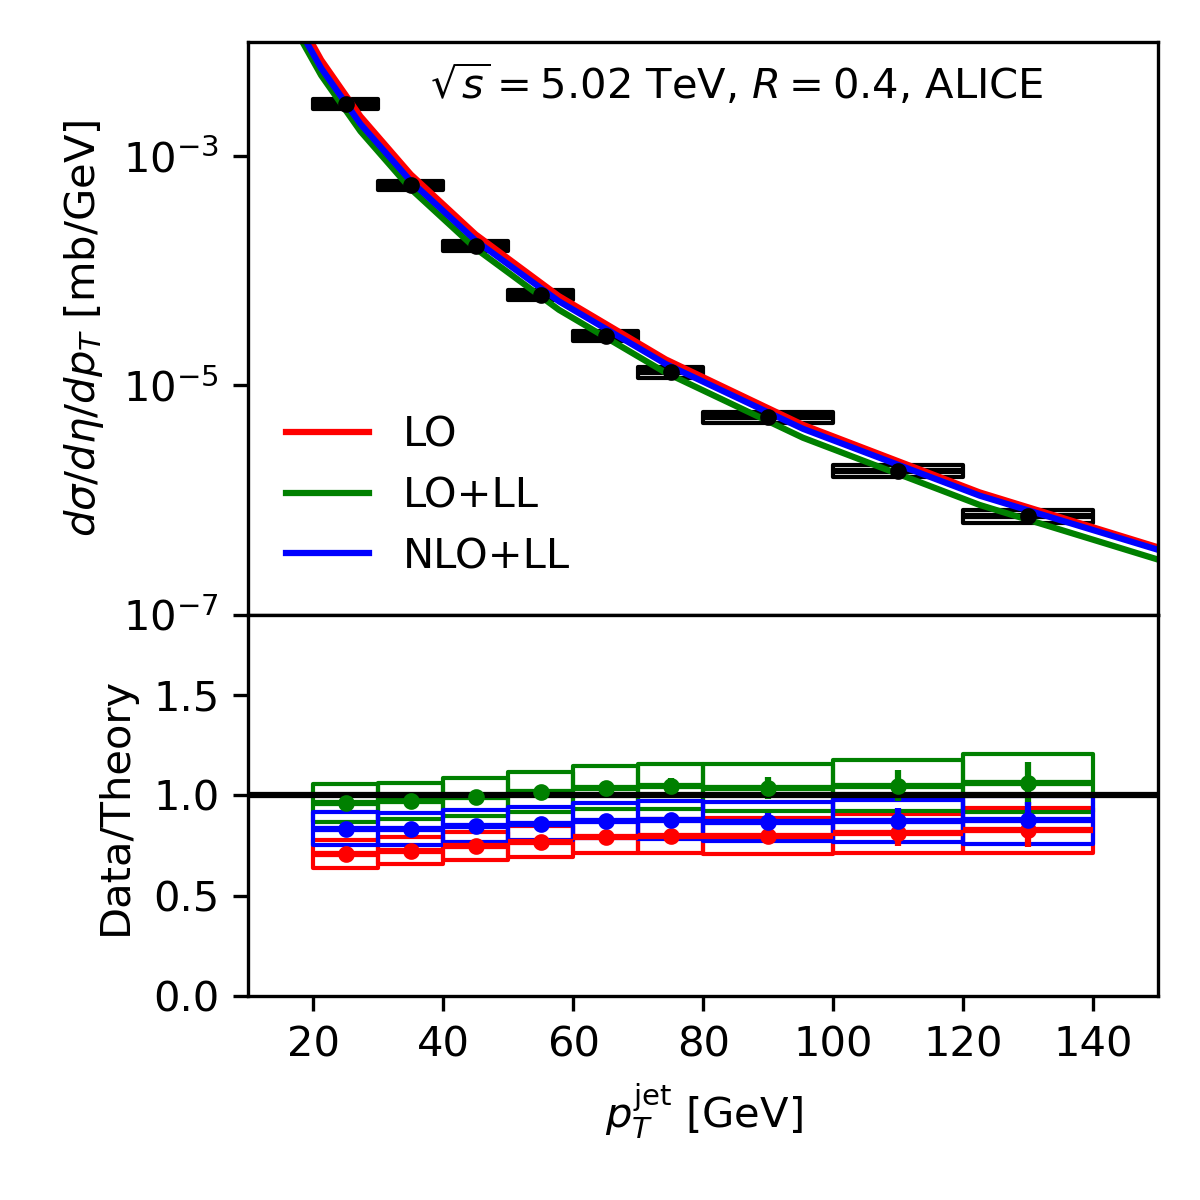 √s = 5.02 TeV, R = 0.4, ALICE
dσ/dη/dp_T [mb/GeV]
10⁻³
10⁻⁵
10⁻⁷
LO
LO+LL
NLO+LL
Data/Theory
1.5
1.0
0.5
0.0
20 40 60 80 100 120 140
p_T^jet [GeV]